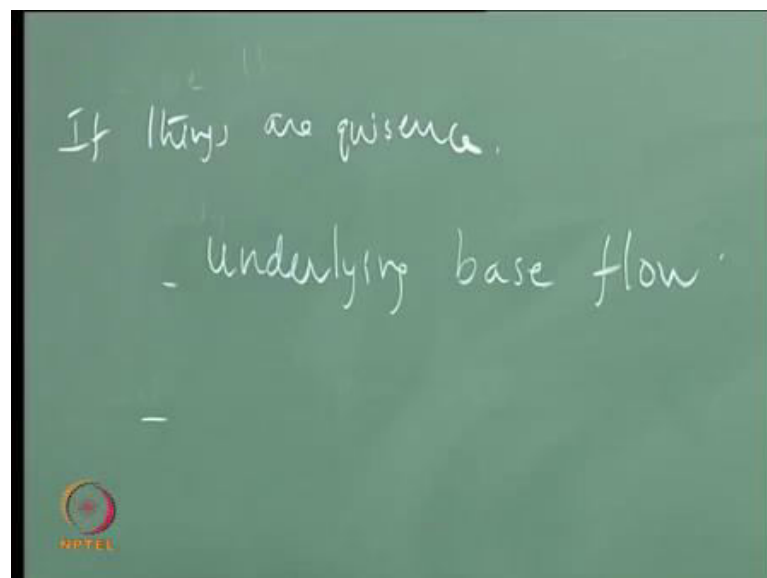 If things are quisence.
- underlying base flow.
-
NPTEL